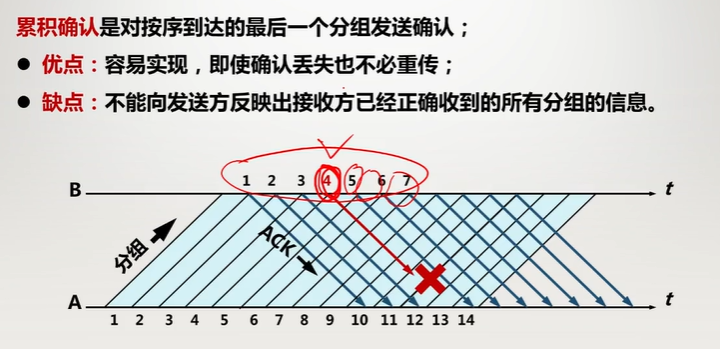 累积确认是对按序到达的最后一个分组发送确认；
● 优点：容易实现，即使确认丢失也不必重传；
● 缺点：不能向发送方反映出接收方已经正确收到的所有分组的信息。
1 2 3 4 5 6 7
B t
分组 ACK
A t
1 2 3 4 5 6 7 8 9 10 11 12 13 14